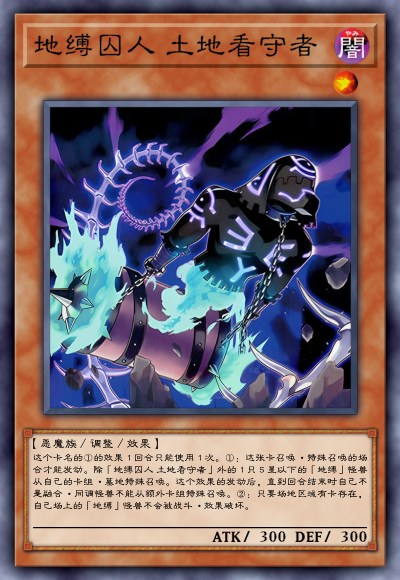 地缚囚人 土地看守者
やみ
闇
【恶魔族/调整/效果】
这个卡名的①的效果1回合只能使用1次。①：这张卡召唤·特殊召唤的场
合才能发动。除「地缚囚人 土地看守者」外的1只5星以下的「地缚」怪兽
从自己的卡组·墓地特殊召唤。这个效果的发动后，直到回合结束时自己不
是融合·同调怪兽不能从额外卡组特殊召唤。②：只要场地区域有卡存在，
自己场上的「地缚」怪兽不会被战斗·效果破坏。
ATK/ 300 DEF/ 300